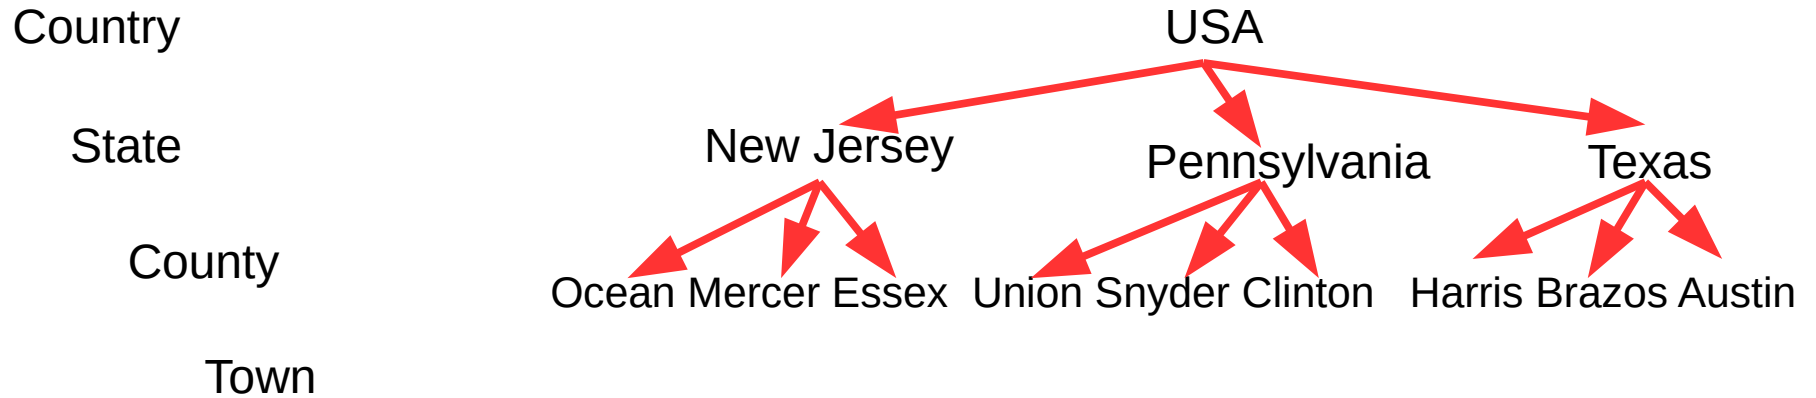 Country USA
State New Jersey Pennsylvania Texas
County
Ocean Mercer Essex Union Snyder Clinton Harris Brazos Austin
Town